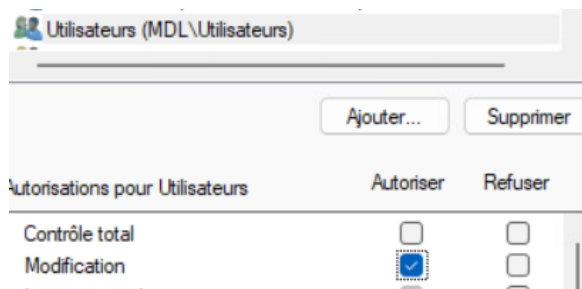 Utilisateurs (MDL\Utilisateurs)
Ajouter... Supprimer
Autorisations pour Utilisateurs Autoriser Refuser
Contrôle total
Modification